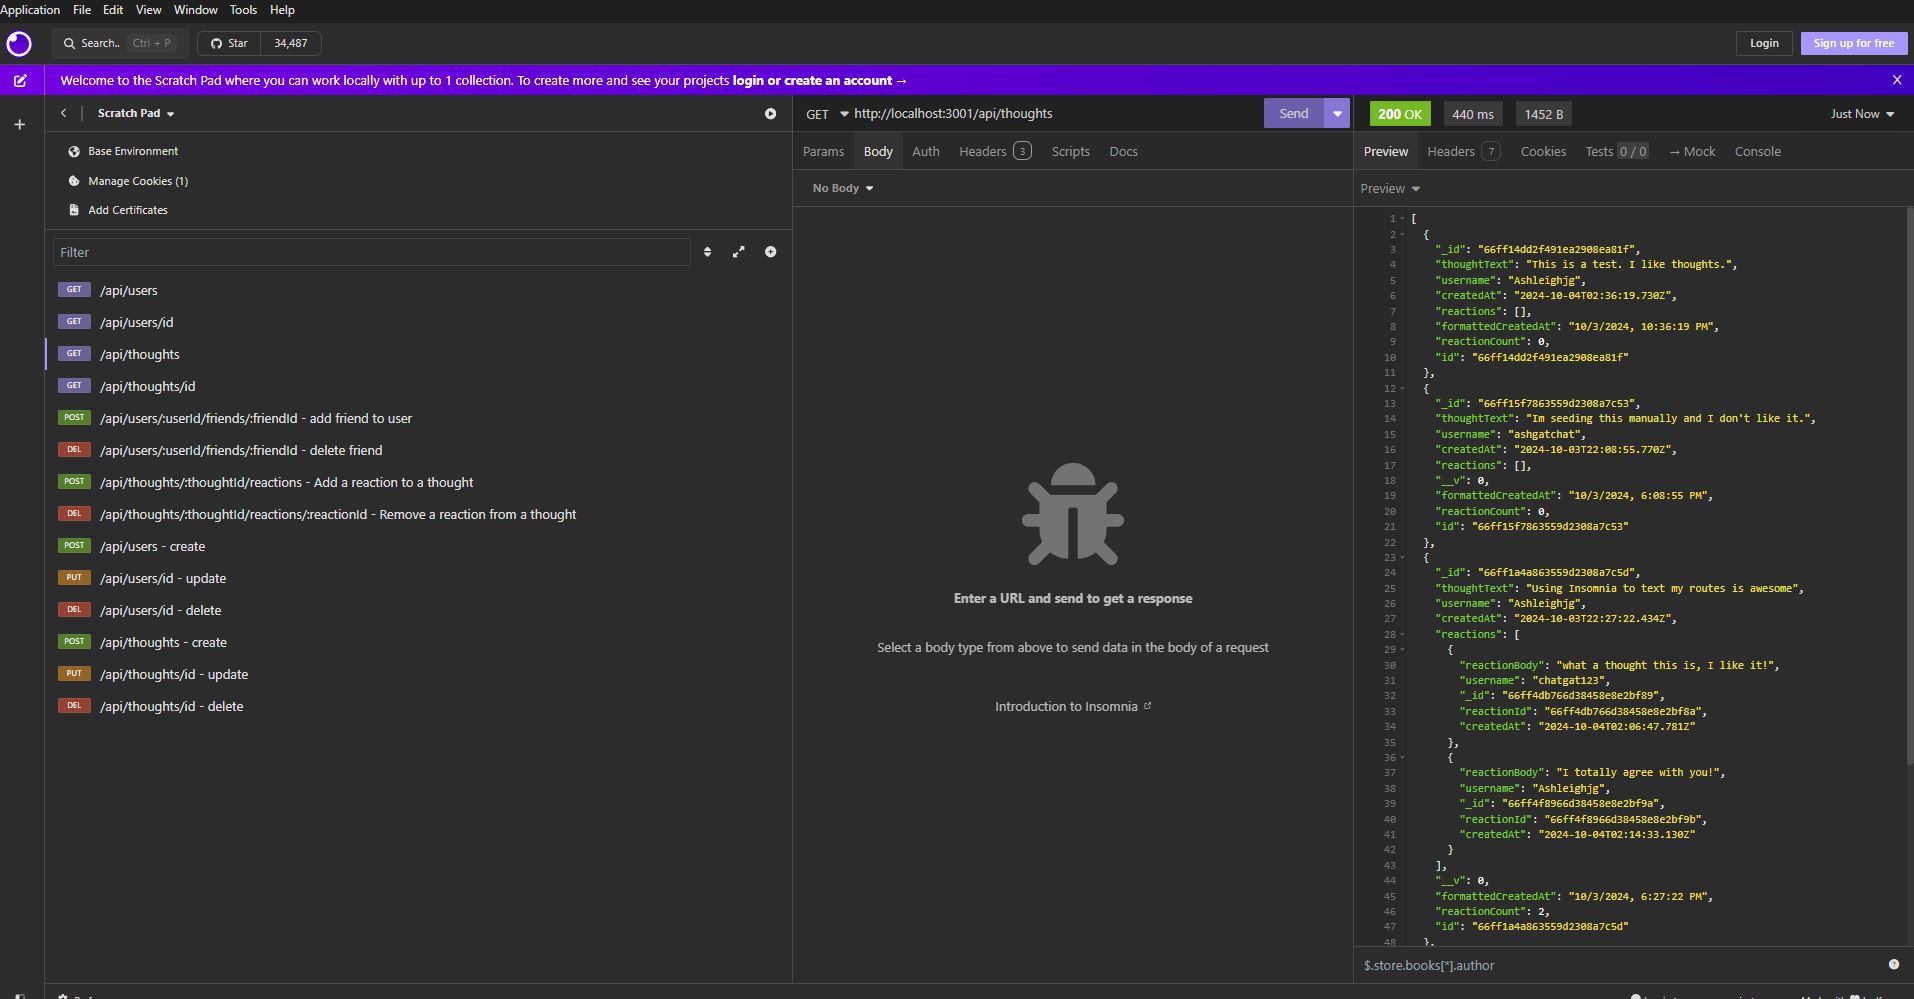 Application File Edit View Window Tools Help
Search.. Ctrl + P Star 34,487 Login Sign up for free
Welcome to the Scratch Pad where you can work locally with up to 1 collection. To create more and see your projects login or create an account →
Scratch Pad
Base Environment
Manage Cookies (1)
Add Certificates
Filter
GET /api/users
GET /api/users/id
GET /api/thoughts
GET /api/thoughts/id
POST /api/users/:userId/friends/:friendId - add friend to user
DEL /api/users/:userId/friends/:friendId - delete friend
POST /api/thoughts/:thoughtId/reactions - Add a reaction to a thought
DEL /api/thoughts/:thoughtId/reactions/:reactionId - Remove a reaction from a thought
POST /api/users - create
PUT /api/users/id - update
DEL /api/users/id - delete
POST /api/thoughts - create
PUT /api/thoughts/id - update
DEL /api/thoughts/id - delete
GET http://localhost:3001/api/thoughts Send
Params Body Auth Headers 3 Scripts Docs
No Body
Enter a URL and send to get a response
Select a body type from above to send data in the body of a request
Introduction to Insomnia
200 OK 440 ms 1452 B Just Now
Preview Headers 7 Cookies Tests 0 / 0 → Mock Console
Preview
1 [
2 {
3 "_id": "66ff14dd2f491ea2908ea81f",
4 "thoughtText": "This is a test. I like thoughts.",
5 "username": "Ashleighjg",
6 "createdAt": "2024-10-04T02:36:19.730Z",
7 "reactions": [],
8 "formattedCreatedAt": "10/3/2024, 10:36:19 PM",
9 "reactionCount": 0,
10 "id": "66ff14dd2f491ea2908ea81f"
11 },
12 {
13 "_id": "66ff15f7863559d2308a7c53",
14 "thoughtText": "Im seeding this manually and I don't like it.",
15 "username": "ashgatchat",
16 "createdAt": "2024-10-03T22:08:55.770Z",
17 "reactions": [],
18 "__v": 0,
19 "formattedCreatedAt": "10/3/2024, 6:08:55 PM",
20 "reactionCount": 0,
21 "id": "66ff15f7863559d2308a7c53"
22 },
23 {
24 "_id": "66ff1a4a863559d2308a7c5d",
25 "thoughtText": "Using Insomnia to text my routes is awesome",
26 "username": "Ashleighjg",
27 "createdAt": "2024-10-03T22:27:22.434Z",
28 "reactions": [
29 {
30 "reactionBody": "what a thought this is, I like it!",
31 "username": "chatgat123",
32 "_id": "66ff4db766d38458e8e2bf89",
33 "reactionId": "66ff4db766d38458e8e2bf8a",
34 "createdAt": "2024-10-04T02:06:47.781Z"
35 },
36 {
37 "reactionBody": "I totally agree with you!",
38 "username": "Ashleighjg",
39 "_id": "66ff4f8966d38458e8e2bf9a",
40 "reactionId": "66ff4f8966d38458e8e2bf9b",
41 "createdAt": "2024-10-04T02:14:33.130Z"
42 }
43 ],
44 "__v": 0,
45 "formattedCreatedAt": "10/3/2024, 6:27:22 PM",
46 "reactionCount": 2,
47 "id": "66ff1a4a863559d2308a7c5d"
48 },
$.store.books[*].author